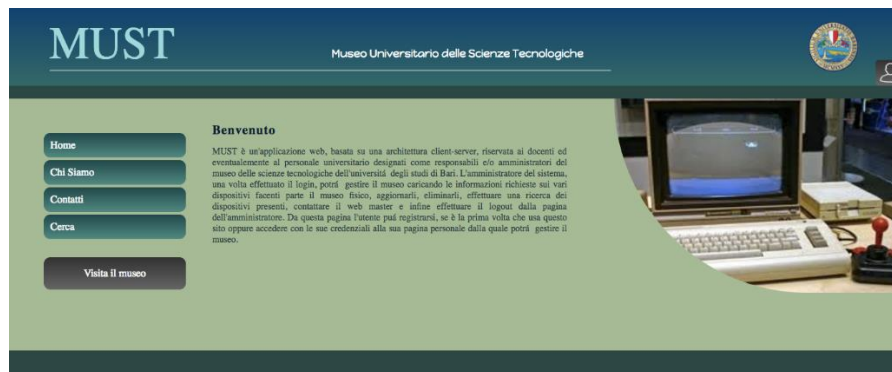 MUST
Museo Universitario delle Scienze Tecnologiche
Home
Chi Siamo
Contatti
Cerca
Visita il museo
Benvenuto
MUST è un'applicazione web, basata su una architettura client-server, riservata ai docenti ed
eventualemente al personale universitario designati come responsabili e/o amministratori del
museo delle scienze tecnologiche dell'universitá degli studi di Bari. L'amministratore del sistema,
una volta effettuato il login, potrá gestire il museo caricando le informazioni richieste sui vari
dispositivi facenti parte il museo fisico, aggiornarli, eliminarli, effettuare una ricerca dei
dispositivi presenti, contattare il web master e infine effettuare il logout dalla pagina
dell'amministratore. Da questa pagina l'utente puá registrarsi, se è la prima volta che usa questo
sito oppure accedere con le sue credenziali alla sua pagina personale dalla quale potrá gestire il
museo.